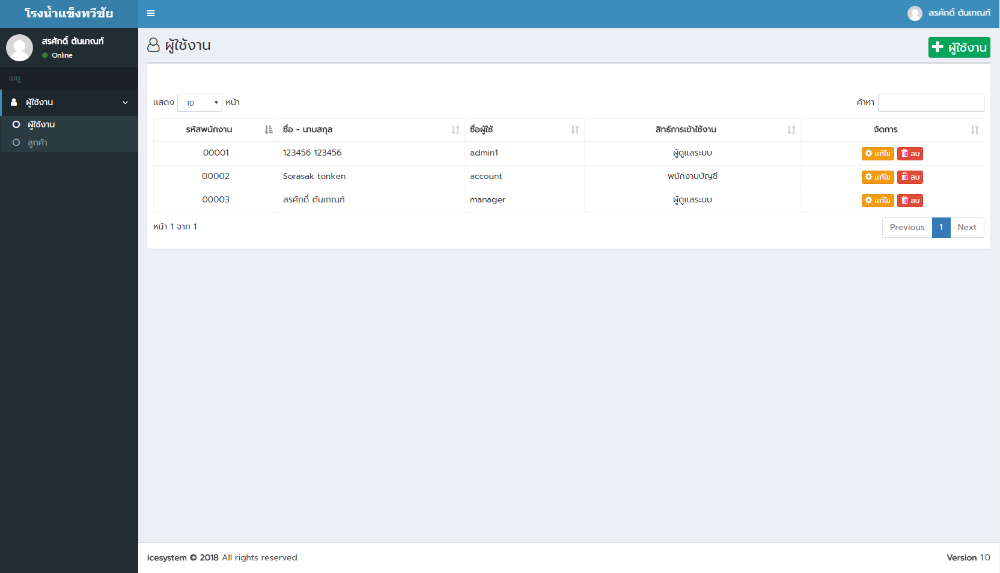 โรงน้ำแข็งทวีชัย
สรศักดิ์ ต้นเกณฑ์
สรศักดิ์ ต้นเกณฑ์
Online
เมนู
ผู้ใช้งาน
ผู้ใช้งาน
ลูกค้า
ผู้ใช้งาน
ผู้ใช้งาน
แสดง 10 หน้า
ค้าหา
รหัสพนักงาน ชื่อ - นามสกุล ชื่อผู้ใช้ สิทธ์การเข้าใช้งาน จัดการ
00001 123456 123456 admin1 ผู้ดูแลระบบ แก้ไข ลบ
00002 Sorasak tonken account พนักงานบัญชี แก้ไข ลบ
00003 สรศักดิ์ ต้นเกณฑ์ manager ผู้ดูแลระบบ แก้ไข ลบ
หน้า 1 จาก 1
Previous 1 Next
icesystem © 2018 All rights reserved.
Version 1.0